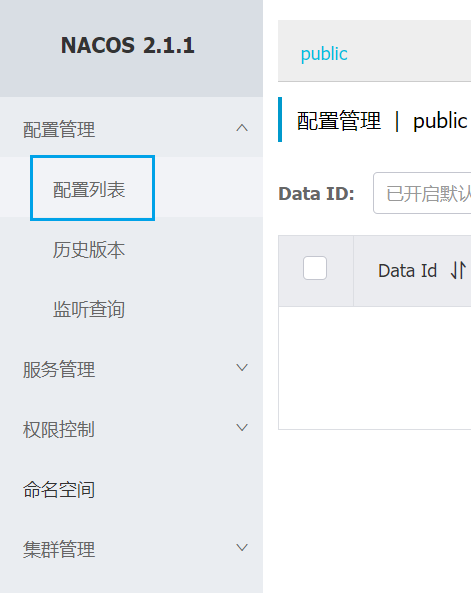 NACOS 2.1.1
配置管理
配置列表
历史版本
监听查询
服务管理
权限控制
命名空间
集群管理
public
配置管理 | public
Data ID: 已开启默认
Data Id